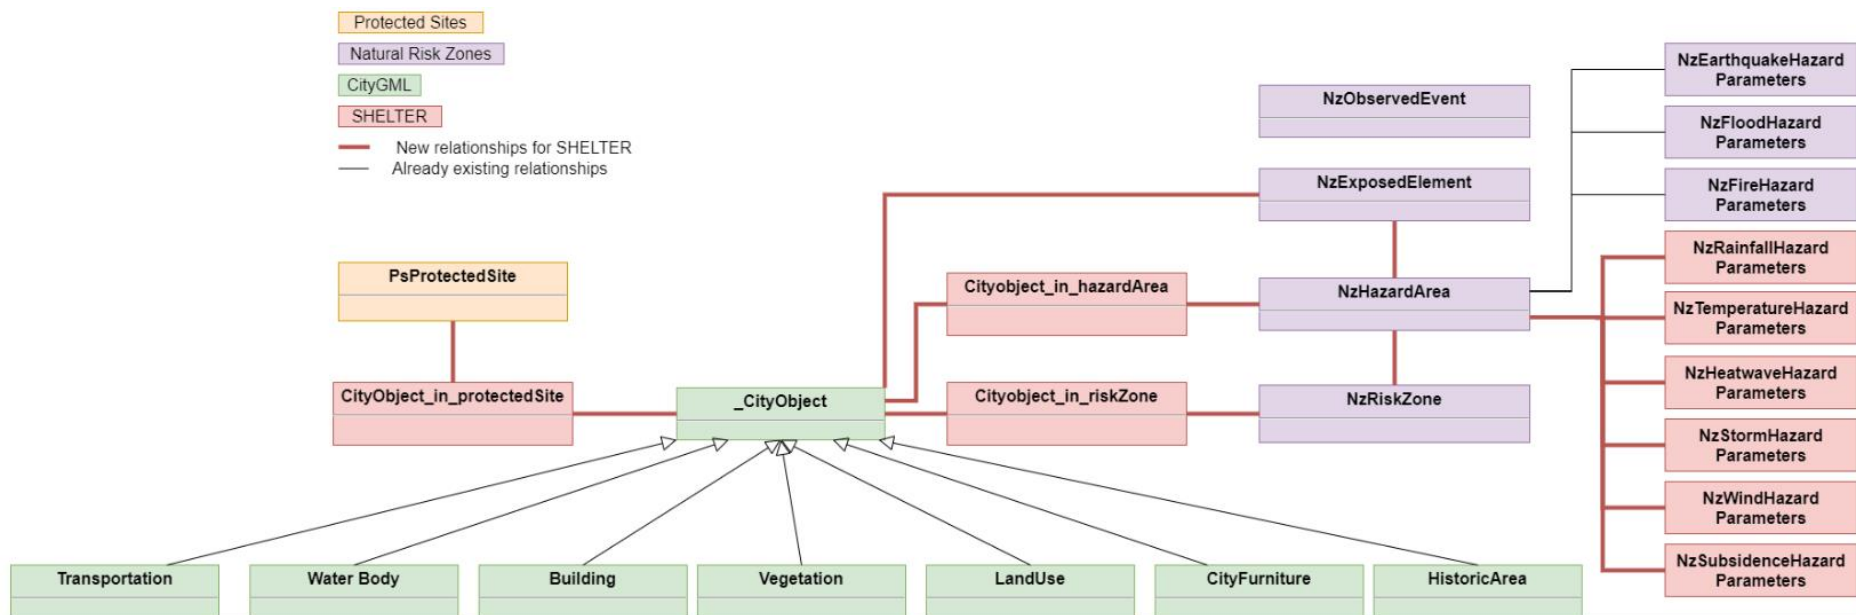 Protected Sites
Natural Risk Zones
CityGML
SHELTER
New relationships for SHELTER
Already existing relationships
NzObservedEvent
NzExposedElement
NzEarthquakeHazard
Parameters
NzFloodHazard
Parameters
NzFireHazard
Parameters
NzRainfallHazard
Parameters
NzTemperatureHazard
Parameters
NzHeatwaveHazard
Parameters
NzStormHazard
Parameters
NzWindHazard
Parameters
NzSubsidenceHazard
Parameters
PsProtectedSite
Cityobject_in_hazardArea
NzHazardArea
CityObject_in_protectedSite
_CityObject
Cityobject_in_riskZone
NzRiskZone
Transportation
Water Body
Building
Vegetation
LandUse
CityFurniture
HistoricArea